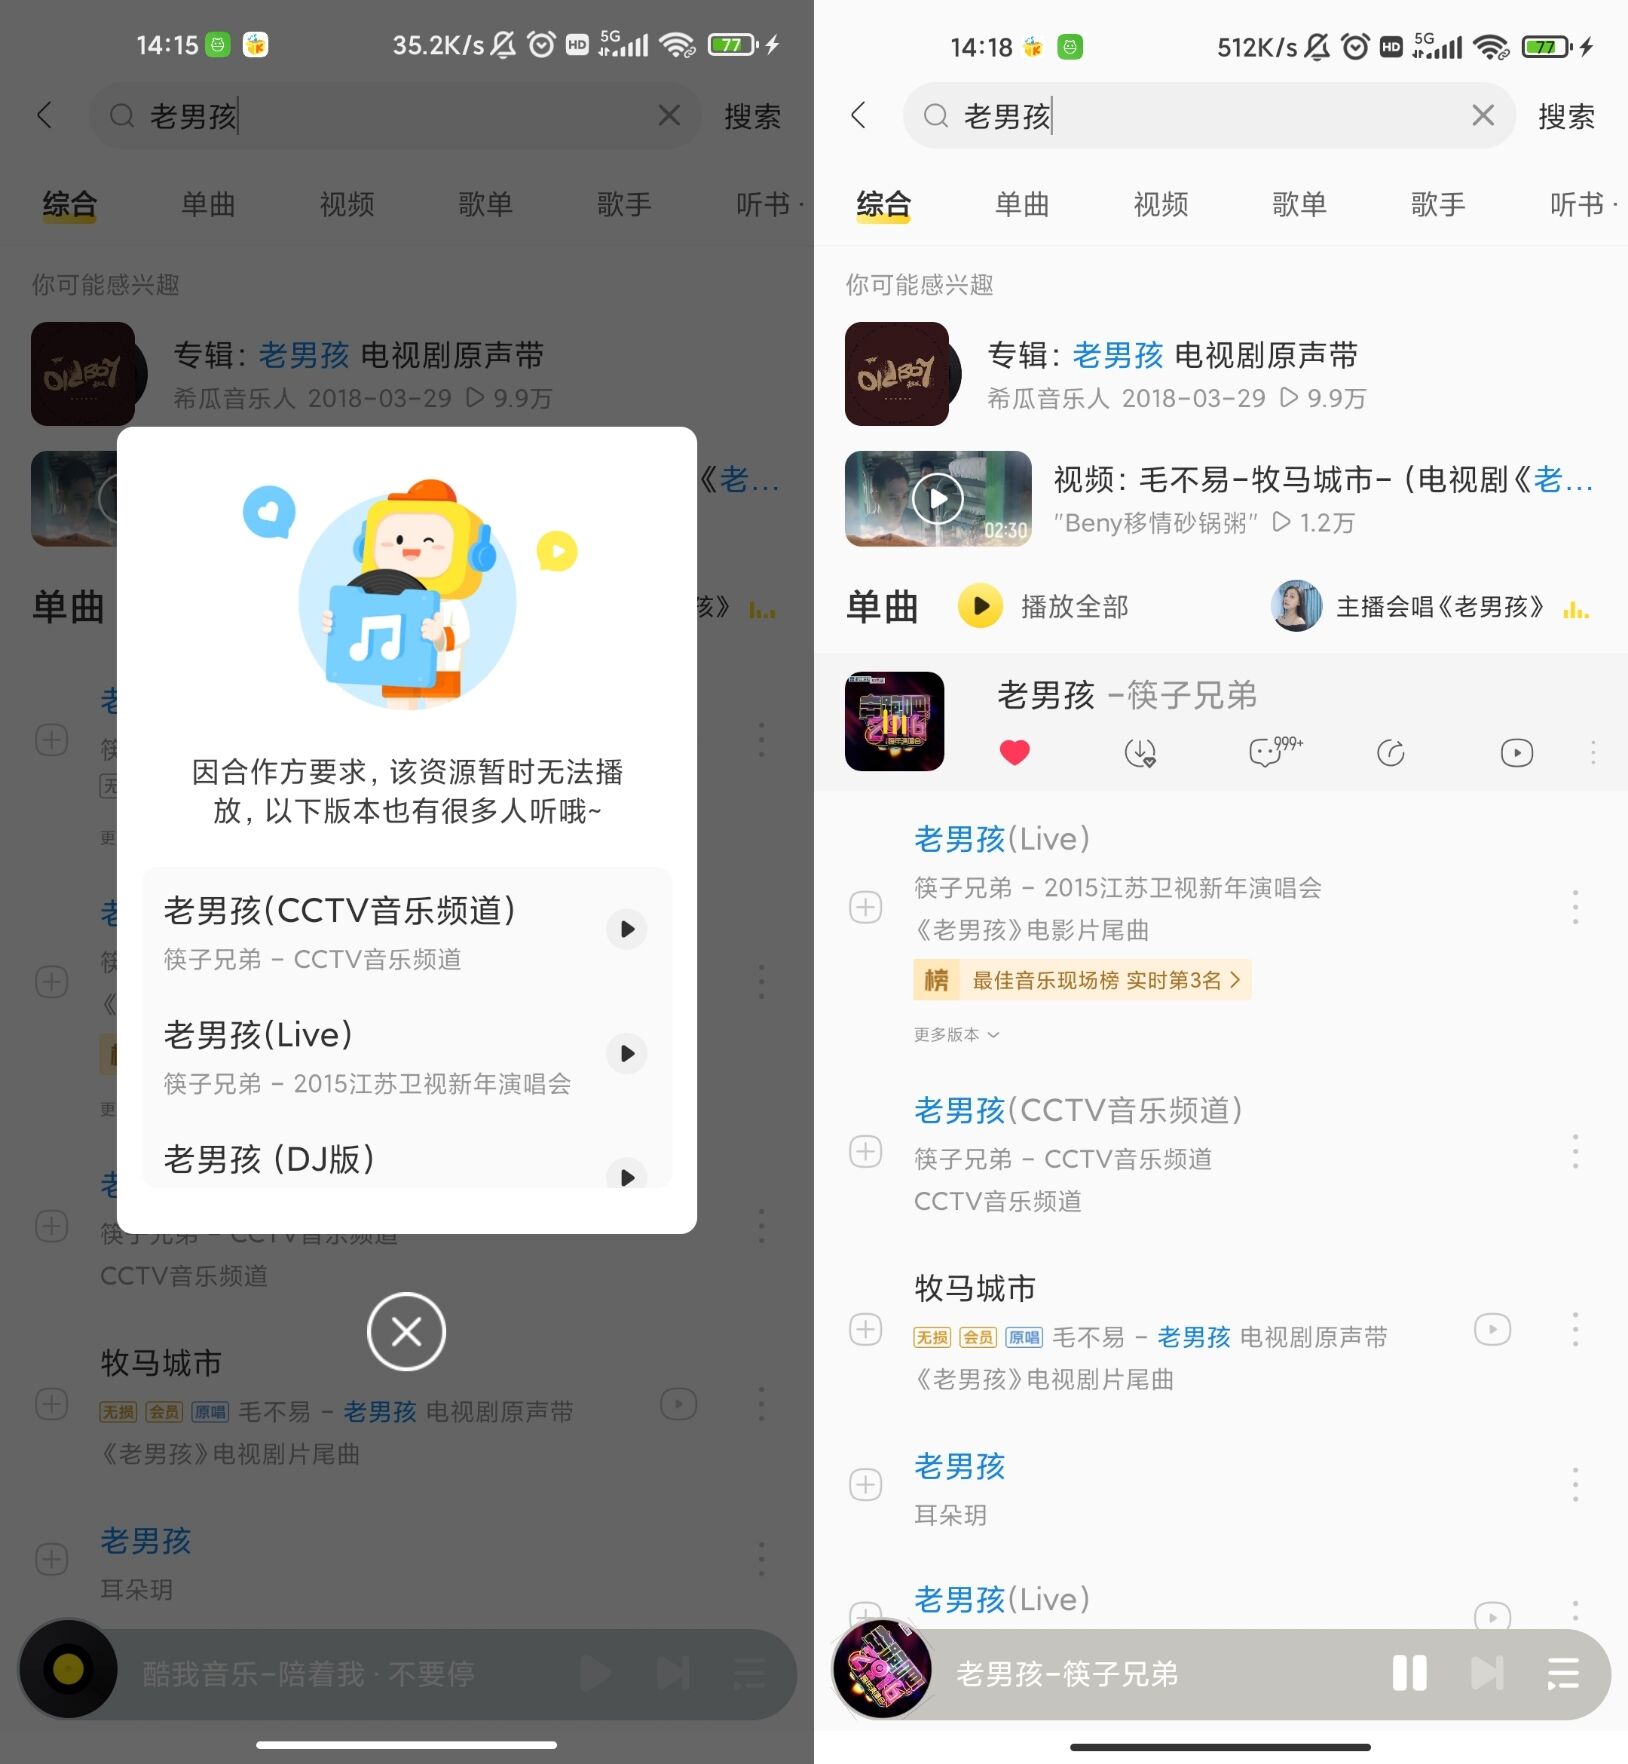 14:15
35.2K/s
HD
5G
77
老男孩
搜索
综合
单曲
视频
歌单
歌手
听书·
你可能感兴趣
OldBOY
专辑：老男孩 电视剧原声带
希瓜音乐人 2018-03-29 9.9万
《老...
单曲
孩》
因合作方要求，该资源暂时无法播
放，以下版本也有很多人听哦~
老男孩(CCTV音乐频道)
筷子兄弟 - CCTV音乐频道
老男孩(Live)
筷子兄弟 - 2015江苏卫视新年演唱会
老男孩 (DJ版)
筷子兄弟 - CCTV音乐频道
CCTV音乐频道
牧马城市
无损 会员 原唱 毛不易 - 老男孩 电视剧原声带
《老男孩》电视剧片尾曲
老男孩
耳朵玥
酷我音乐-陪着我·不要停
14:18
512K/s
HD
5G
77
老男孩
搜索
综合
单曲
视频
歌单
歌手
听书·
你可能感兴趣
OldBOY
专辑：老男孩 电视剧原声带
希瓜音乐人 2018-03-29 9.9万
02:30
视频：毛不易-牧马城市-（电视剧《老...
"Beny移情砂锅粥" 1.2万
单曲
播放全部
主播会唱《老男孩》
老男孩 -筷子兄弟
999+
老男孩(Live)
筷子兄弟 - 2015江苏卫视新年演唱会
《老男孩》电影片尾曲
榜 最佳音乐现场榜 实时第3名
更多版本
老男孩(CCTV音乐频道)
筷子兄弟 - CCTV音乐频道
CCTV音乐频道
牧马城市
无损 会员 原唱 毛不易 - 老男孩 电视剧原声带
《老男孩》电视剧片尾曲
老男孩
耳朵玥
老男孩(Live)
老男孩-筷子兄弟